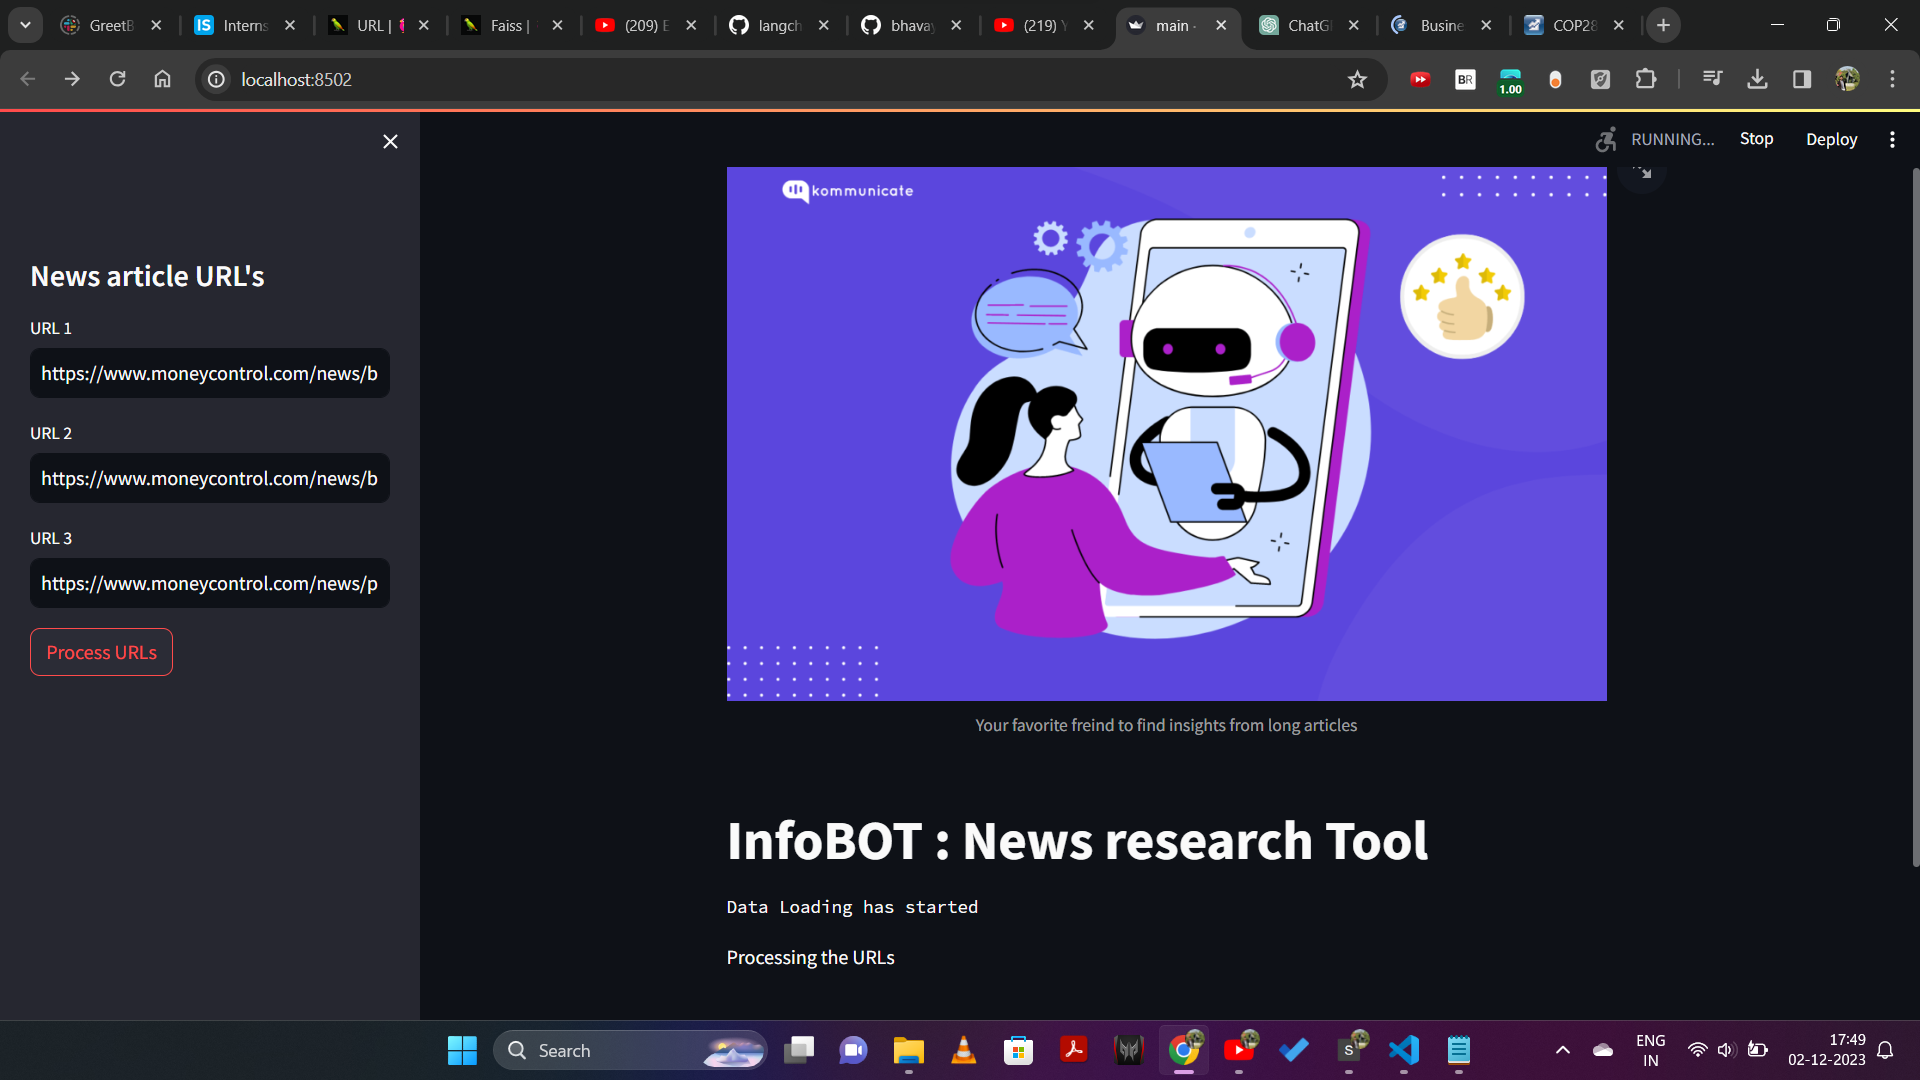 GreetB
Interns
URL |
Faiss |
(209) E
langch
bhavay
(219) Y
main -
ChatG
Busine
COP28
localhost:8502
BR
1.00
RUNNING...
Stop
Deploy
News article URL's
URL 1
https://www.moneycontrol.com/news/b
URL 2
https://www.moneycontrol.com/news/b
URL 3
https://www.moneycontrol.com/news/p
Process URLs
kommunicate
Your favorite freind to find insights from long articles
InfoBOT : News research Tool
Data Loading has started
Processing the URLs
Search
S
ENG
IN
17:49
02-12-2023